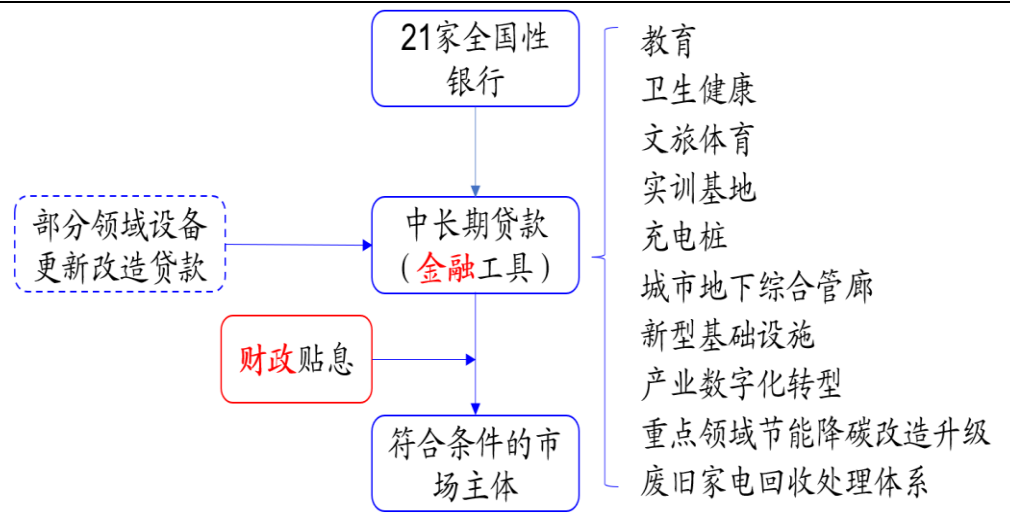 21家全国性
银行
部分领域设备
更新改造贷款
中长期贷款
（金融工具）
财政贴息
符合条件的市
场主体
教育
卫生健康
文旅体育
实训基地
充电桩
城市地下综合管廊
新型基础设施
产业数字化转型
重点领域节能降碳改造升级
废旧家电回收处理体系